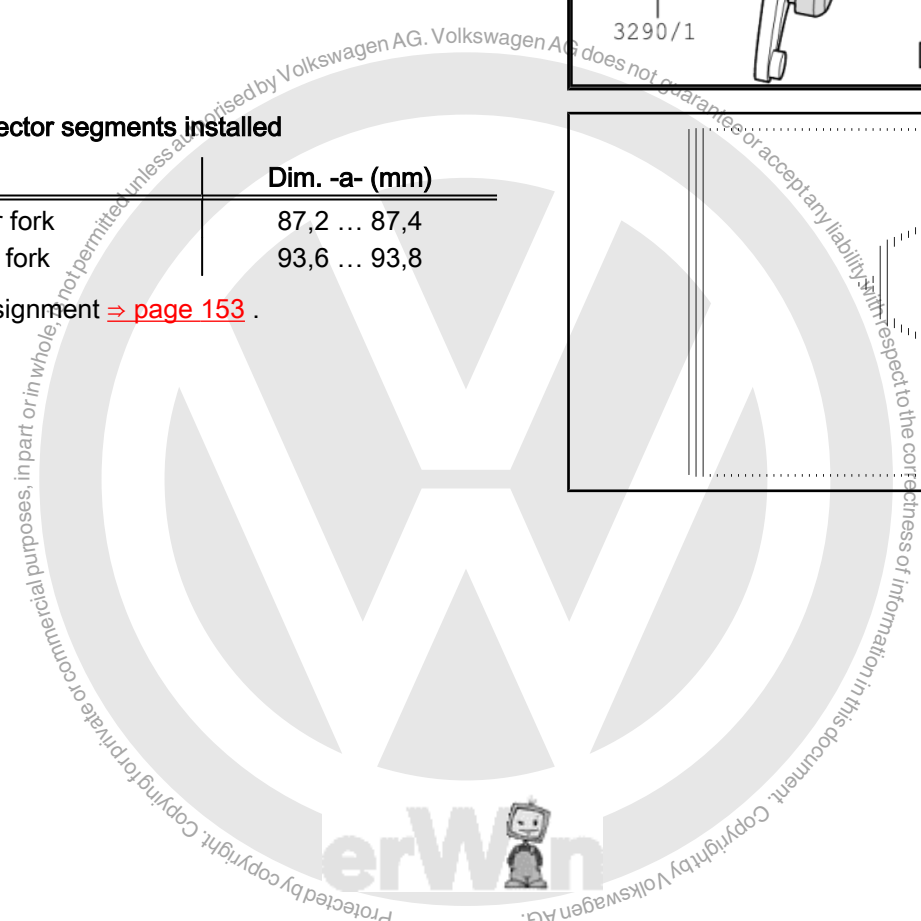 3290/1
ector segments installed
Dim. -a- (mm)
r fork 87,2 … 87,4
fork 93,6 … 93,8
signment ⇒ page 153 .
Protected by copyright. Copying for private or commercial purposes, in part or in whole, is not permitted unless authorised by Volkswagen AG. Volkswagen AG does not guarantee or accept any liability with respect to the correctness of information in this document. Copyright by Volkswagen AG.
erWin